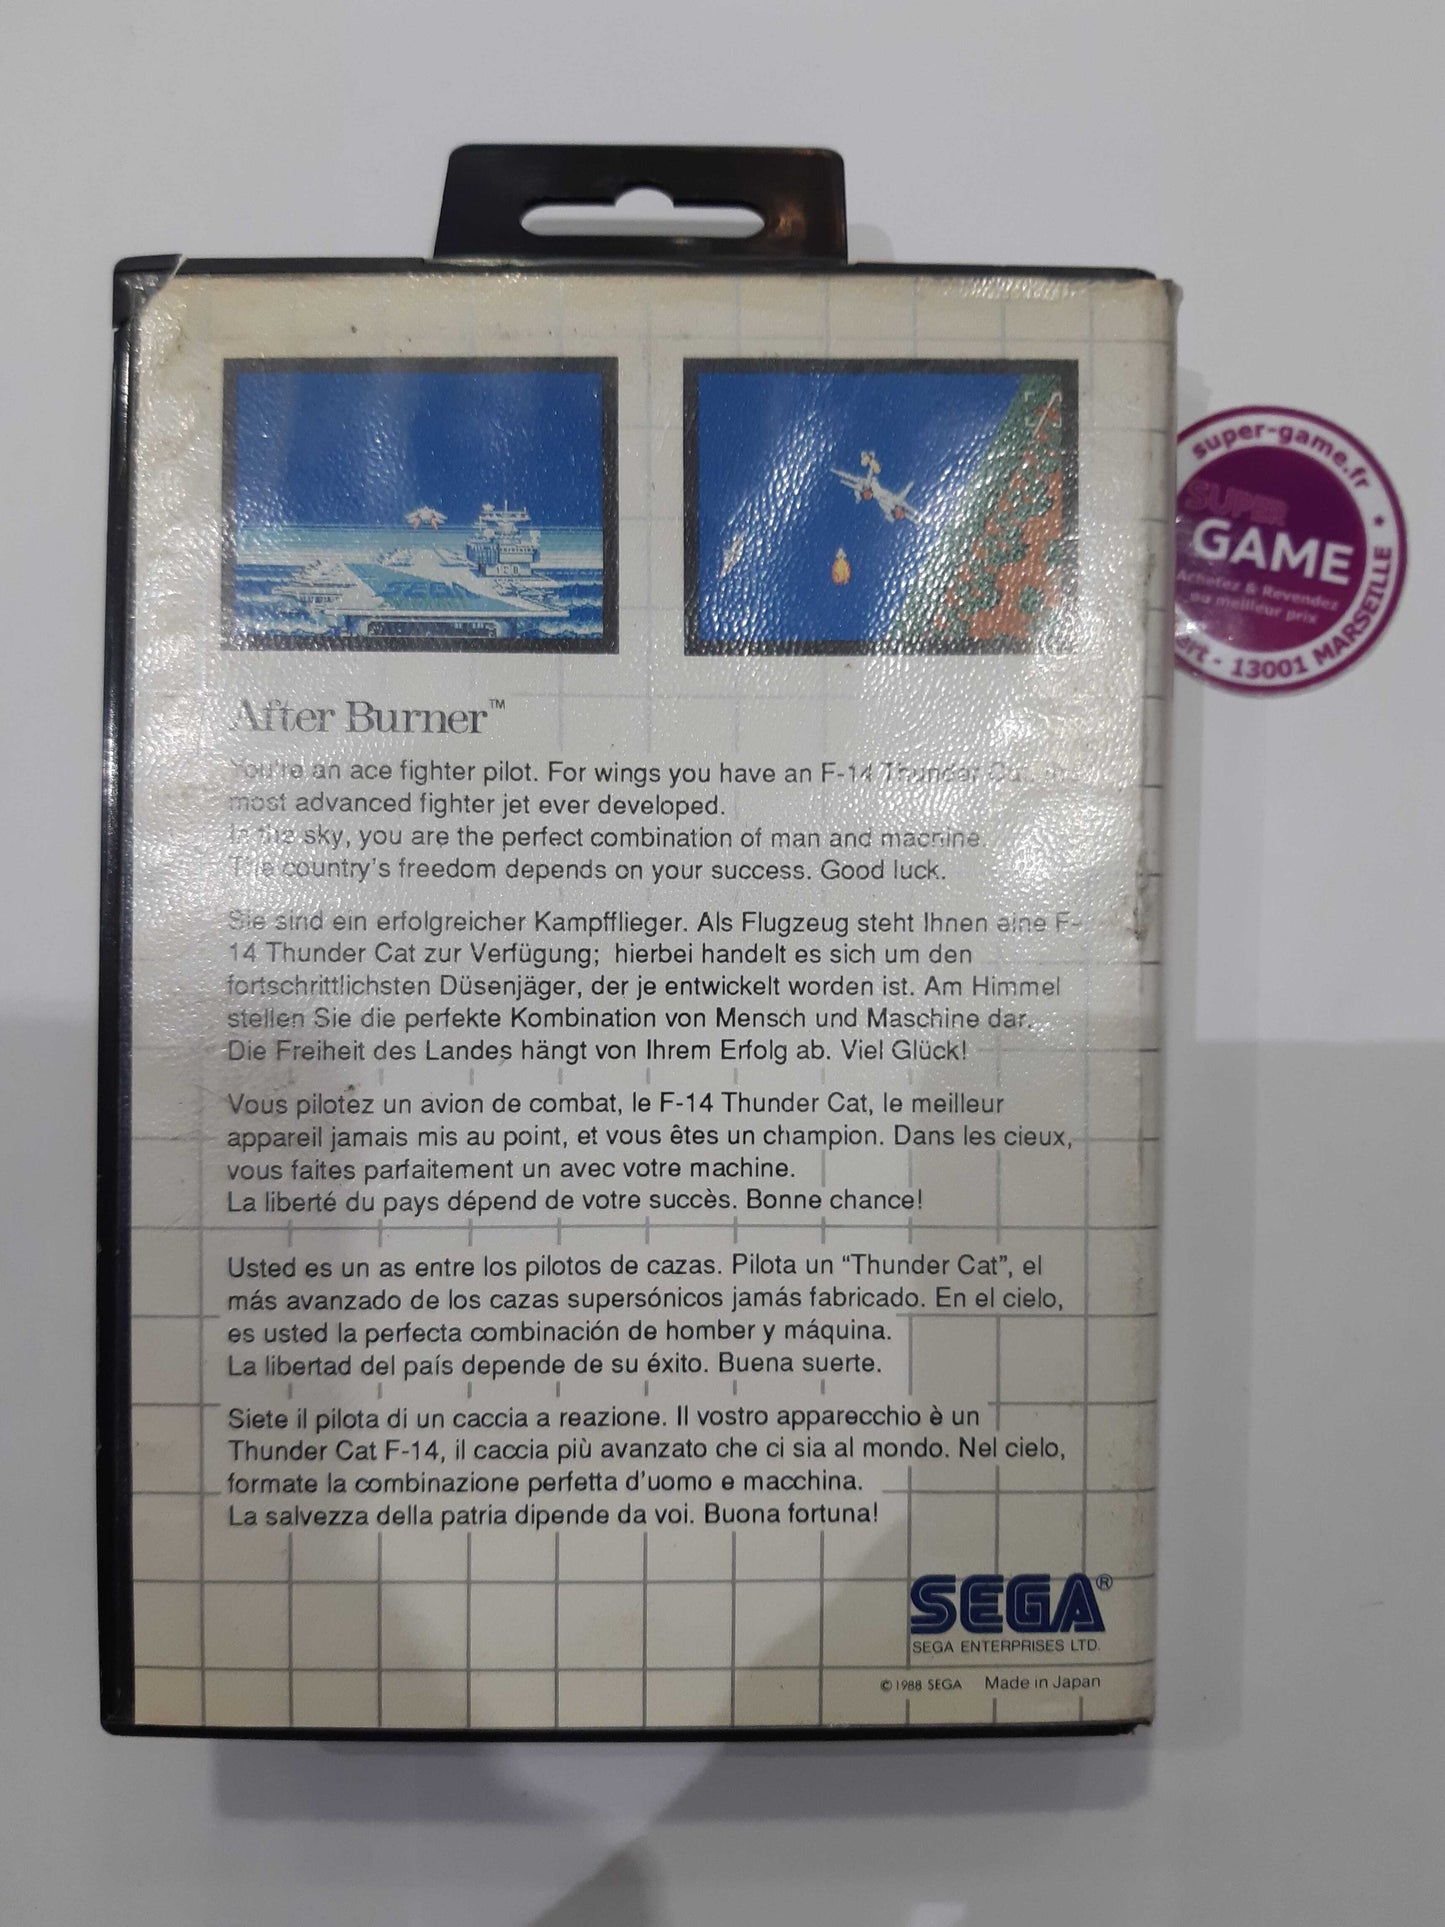 After Burner™
You're an ace fighter pilot. For wings you have an F-14 Thunder Cat, the
most advanced fighter jet ever developed.
In the sky, you are the perfect combination of man and machine.
The country's freedom depends on your success. Good luck.
Sie sind ein erfolgreicher Kampfflieger. Als Flugzeug steht Ihnen eine F-
14 Thunder Cat zur Verfügung; hierbei handelt es sich um den
fortschrittlichsten Düsenjäger, der je entwickelt worden ist. Am Himmel
stellen Sie die perfekte Kombination von Mensch und Maschine dar.
Die Freiheit des Landes hängt von Ihrem Erfolg ab. Viel Glück!
Vous pilotez un avion de combat, le F-14 Thunder Cat, le meilleur
appareil jamais mis au point, et vous êtes un champion. Dans les cieux,
vous faites parfaitement un avec votre machine.
La liberté du pays dépend de votre succès. Bonne chance!
Usted es un as entre los pilotos de cazas. Pilota un “Thunder Cat”, el
más avanzado de los cazas supersónicos jamás fabricado. En el cielo,
es usted la perfecta combinación de homber y máquina.
La libertad del país depende de su éxito. Buena suerte.
Siete il pilota di un caccia a reazione. Il vostro apparecchio è un
Thunder Cat F-14, il caccia più avanzato che ci sia al mondo. Nel cielo,
formate la combinazione perfetta d'uomo e macchina.
La salvezza della patria dipende da voi. Buona fortuna!
SEGA®
SEGA ENTERPRISES LTD.
© 1988 SEGA Made in Japan
super-game.fr
SUPER
GAME
Achetez & Revendez
au meilleur prix
- 13001 MARSEILLE *